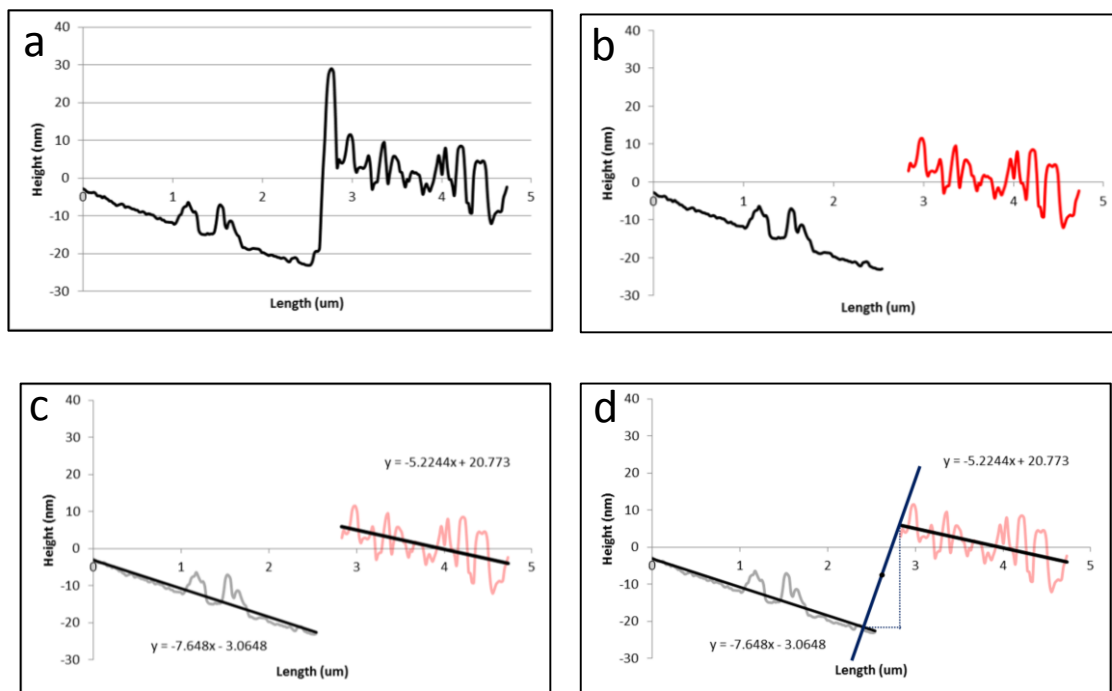 a
40
30
20
10
0
-10
-20
-30
0 1 2 3 4 5
Height (nm)
Length (um)
b
40
30
20
10
0
-10
-20
-30
0 1 2 3 4 5
Height (nm)
Length (um)
c
40
30
20
10
0
-10
-20
-30
0 1 2 3 4 5
Height (nm)
y = -5.2244x + 20.773
y = -7.648x - 3.0648
Length (um)
d
40
30
20
10
0
-10
-20
-30
0 1 2 3 4 5
Height (nm)
y = -5.2244x + 20.773
y = -7.648x - 3.0648
Length (um)